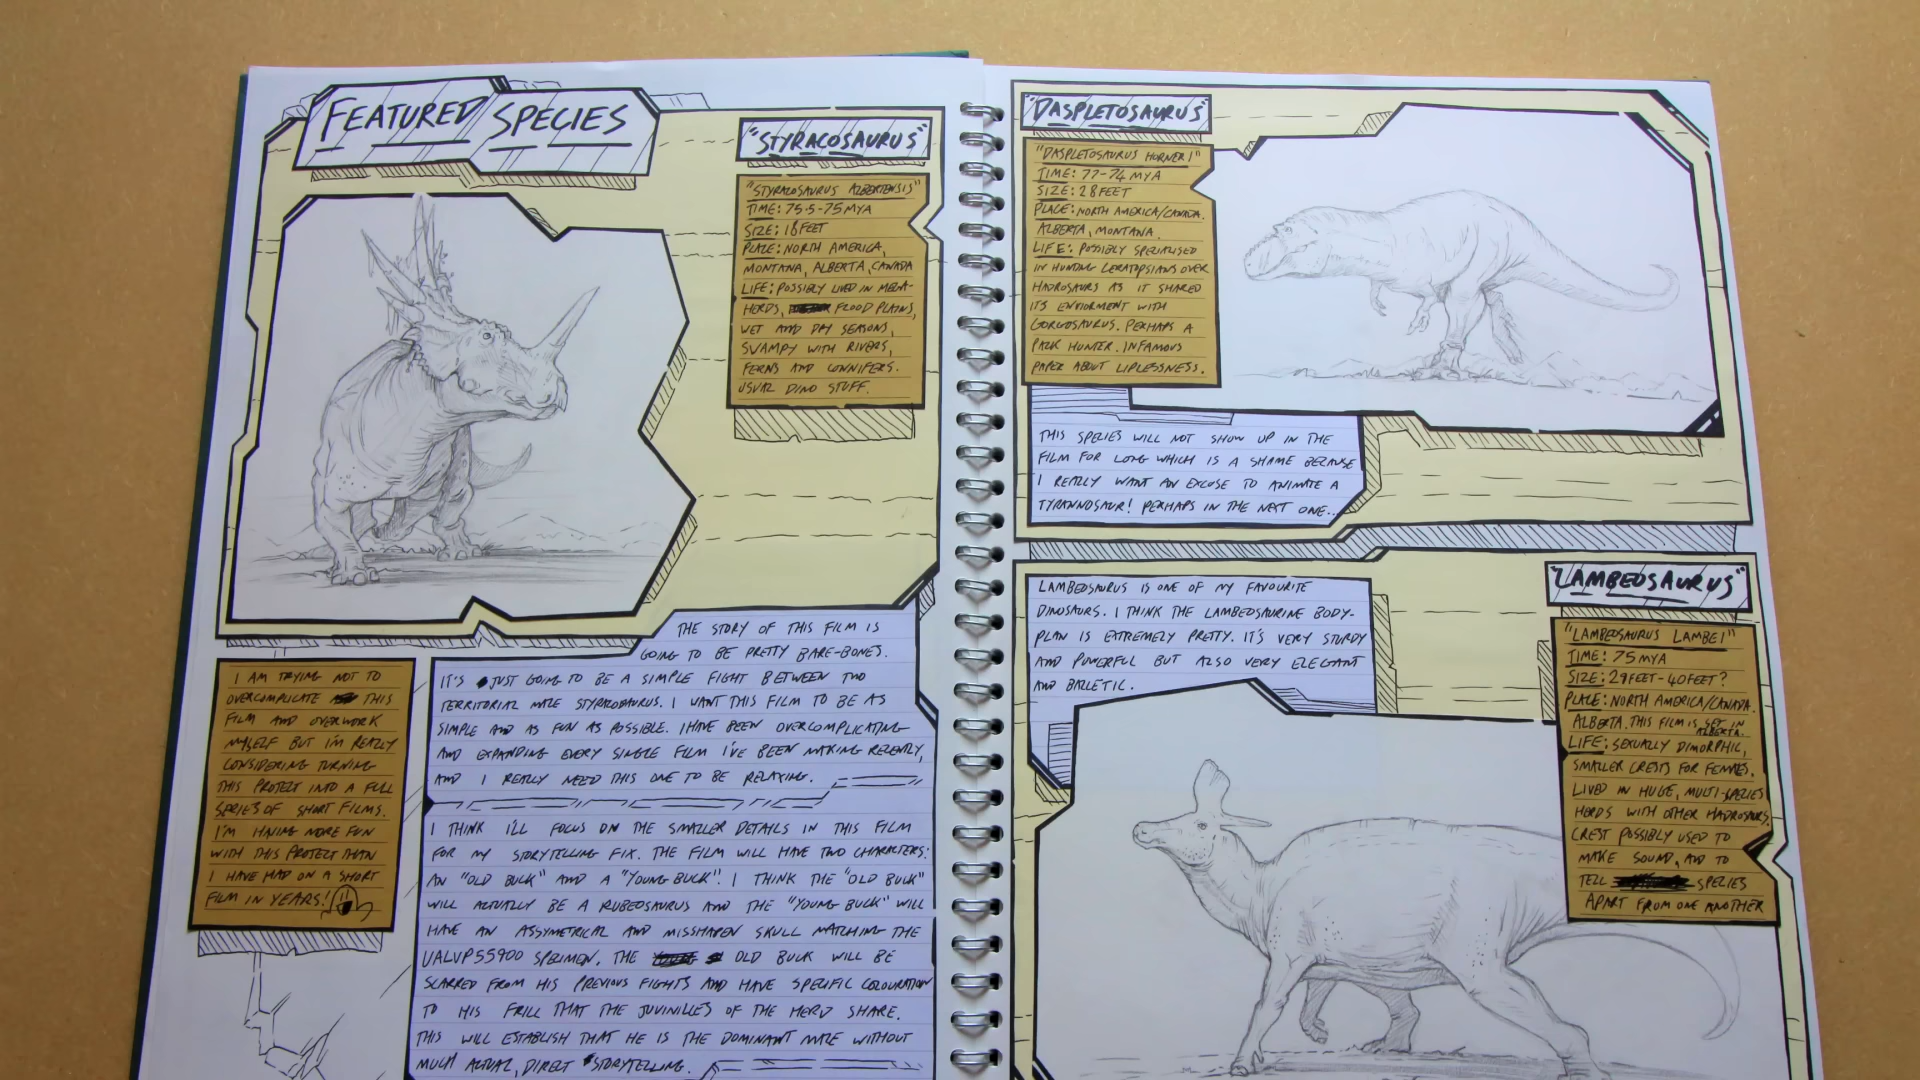 FEATURED SPECIES
"STYRACOSAURUS"
"STYRACOSAURUS ALBERTENSIS"
TIME: 75.5-75MYA
SIZE: 18FEET
PLACE: NORTH AMERICA,
MONTANA, ALBERTA, CANADA
LIFE: POSSIBLY LIVED IN MEGA-
HERDS, FLOOD PLAINS,
WET AND DRY SEASONS,
SWAMPY WITH RIVERS,
FERNS AND CONNIFERS.
USUAL DINO STUFF.
THE STORY OF THIS FILM IS
GOING TO BE PRETTY BARE-BONES.
IT'S JUST GOING TO BE A SIMPLE FIGHT BETWEEN TWO
TERRITORIAL MALE STYRACOSAURUS. I WANT THIS FILM TO BE AS
SIMPLE AND AS FUN AS POSSIBLE. I HAVE BEEN OVERCOMPLICATING
AND EXPANDING EVERY SINGLE FILM I'VE BEEN MAKING RECENTLY,
AND I REALLY NEED THIS ONE TO BE RELAXING.
I THINK I'LL FOCUS ON THE SMALLER DETAILS IN THIS FILM
FOR MY STORYTELLING FIX. THE FILM WILL HAVE TWO CHARACTERS:
AN "OLD BUCK" AND A "YOUNG BUCK". I THINK THE "OLD BUCK"
WILL ACTUALLY BE A RUBEOSAURUS AND THE "YOUNG BUCK" WILL
HAVE AN ASSYMETRICAL AND MISSHAPEN SKULL MATCHING THE
UALVP55900 SPECIMEN. THE OLD BUCK WILL BE
SCARRED FROM HIS PREVIOUS FIGHTS AND HAVE SPECIFIC COLOURATION
TO HIS FRILL THAT THE JUVINILLES OF THE HERD SHARE.
THIS WILL ESTABLISH THAT HE IS THE DOMINANT MALE WITHOUT
MUCH ACTUAL, DIRECT STORYTELLING.
I AM TRYING NOT TO
OVERCOMPLICATE THIS
FILM AND OVERWORK
MYSELF BUT I'M REALLY
CONSIDERING TURNING
THIS PROJECT INTO A FULL
SERIES OF SHORT FILMS.
I'M HAVING MORE FUN
WITH THIS PROJECT THAN
I HAVE HAD ON A SHORT
FILM IN YEARS!
"DASPLETOSAURUS"
"DASPLETOSAURUS HORNERI"
TIME: 77-74 MYA
SIZE: 28FEET
PLACE: NORTH AMERICA/CANADA.
ALBERTA, MONTANA.
LIFE: POSSIBLY SPECIALISED
IN HUNTING CERATOPSIANS OVER
HADROSAURS AS IT SHARED
ITS ENVIORMENT WITH
GORGOSAURUS. PERHAPS A
PACK HUNTER. INFAMOUS
PAPER ABOUT LIPLESSNESS.
THIS SPECIES WILL NOT SHOW UP IN THE
FILM FOR LONG WHICH IS A SHAME BECAUSE
I REALLY WANT AN EXCUSE TO ANIMATE A
TYRANNOSAUR! PERHAPS IN THE NEXT ONE...
LAMBEOSAURUS IS ONE OF MY FAVOURITE
DINOSAURS. I THINK THE LAMBEOSAURINE BODY-
PLAN IS EXTREMELY PRETTY. IT'S VERY STURDY
AND POWERFUL BUT ALSO VERY ELEGANT
AND BALLETIC.
"LAMBEOSAURUS"
"LAMBEOSAURUS LAMBEI"
TIME: 75MYA
SIZE: 29FEET-40FEET?
PLACE: NORTH AMERICA/CANADA.
ALBERTA. THIS FILM IS SET IN
ALBERTA.
LIFE: SEXUALLY DIMORPHIC,
SMALLER CRESTS FOR FEMALES.
LIVED IN HUGE, MULTI-SPECIES
HERDS WITH OTHER HADROSAURS.
CREST POSSIBLY USED TO
MAKE SOUND, AND TO
TELL SPECIES
APART FROM ONE ANOTHER